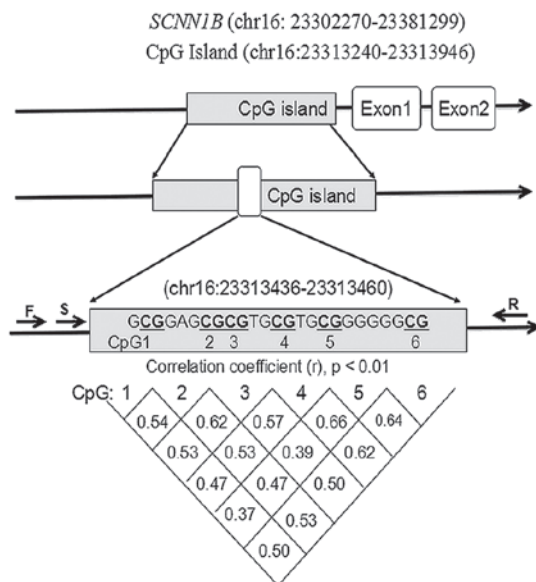 SCNN1B (chr16: 23302270-23381299)
CpG Island (chr16:23313240-23313946)
CpG island Exon1 Exon2
CpG island
(chr16:23313436-23313460)
F S R
GCGGAGCGCGTGCGTGCGGGGGGCG
CpG1 2 3 4 5 6
Correlation coefficient (r), p < 0.01
CpG: 1 2 3 4 5 6
0.54 0.62 0.57 0.66 0.64
0.53 0.53 0.39 0.62
0.47 0.47 0.50
0.37 0.53
0.50